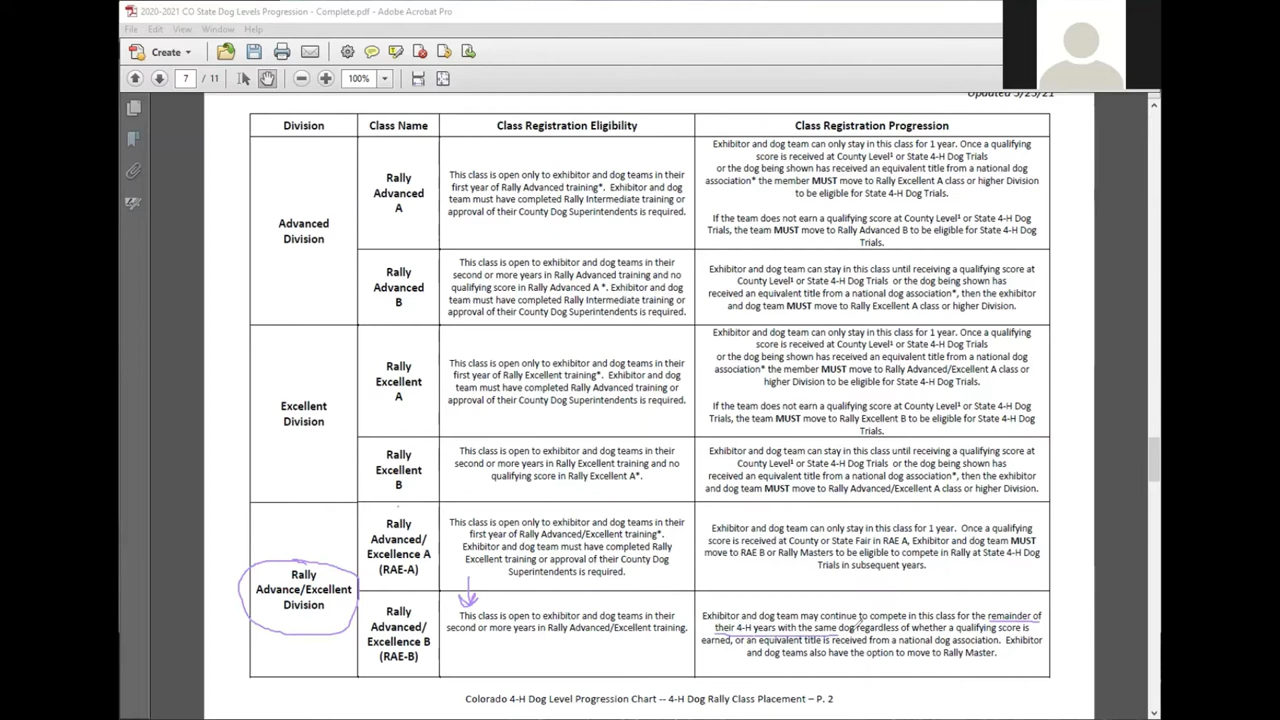 2020-2021 CO State Dog Levels Progression - Complete.pdf - Adobe Acrobat Pro
File Edit View Window Help
Create
7 / 11 100%
Updated 5/25/21
Division Class Name Class Registration Eligibility Class Registration Progression
Advanced
Division
Rally
Advanced
A
This class is open only to exhibitor and dog teams in their
first year of Rally Advanced training*. Exhibitor and dog
team must have completed Rally Intermediate training or
approval of their County Dog Superintendents is required.
Exhibitor and dog team can only stay in this class for 1 year. Once a qualifying
score is received at County Level¹ or State 4-H Dog Trials
or the dog being shown has received an equivalent title from a national dog
association* the member MUST move to Rally Excellent A class or higher Division
to be eligible for State 4-H Dog Trials.
If the team does not earn a qualifying score at County Level¹ or State 4-H Dog
Trials, the team MUST move to Rally Advanced B to be eligible for State 4-H Dog
Trials.
Rally
Advanced
B
This class is open to exhibitor and dog teams in their
second or more years in Rally Advanced training and no
qualifying score in Rally Advanced A *. Exhibitor and dog
team must have completed Rally Intermediate training or
approval of their County Dog Superintendents is required.
Exhibitor and dog team can stay in this class until receiving a qualifying score at
County Level¹ or State 4-H Dog Trials or the dog being shown has
received an equivalent title from a national dog association*, then the exhibitor
and dog team MUST move to Rally Excellent A class or higher Division.
Excellent
Division
Rally
Excellent
A
This class is open only to exhibitor and dog teams in their
first year of Rally Excellent training*. Exhibitor and dog
team must have completed Rally Advanced training or
approval of their County Dog Superintendents is required.
Exhibitor and dog team can only stay in this class for 1 year. Once a qualifying
score is received at County Level¹ or State 4-H Dog Trials
or the dog being shown has received an equivalent title from a national dog
association* the member MUST move to Rally Advanced/Excellent A class or
higher Division to be eligible for State 4-H Dog Trials.
If the team does not earn a qualifying score at County Level¹ or State 4-H Dog
Trials, the team MUST move to Rally Excellent B to be eligible for State 4-H Dog
Trials.
Rally
Excellent
B
This class is open to exhibitor and dog teams in their
second or more years in Rally Excellent training and no
qualifying score in Rally Excellent A*.
Exhibitor and dog team can stay in this class until receiving a qualifying score at
County Level¹ or State 4-H Dog Trials or the dog being shown has
received an equivalent title from a national dog association*, then the exhibitor
and dog team MUST move to Rally Advanced/Excellent A class or higher Division.
Rally
Advance/Excellent
Division
Rally
Advanced/
Excellence A
(RAE-A)
This class is open only to exhibitor and dog teams in their
first year of Rally Advanced/Excellent training*.
Exhibitor and dog team must have completed Rally
Excellent training or approval of their County Dog
Superintendents is required.
Exhibitor and dog team can only stay in this class for 1 year. Once a qualifying
score is received at County or State Fair in RAE A, Exhibitor and dog team MUST
move to RAE B or Rally Masters to be eligible to compete in Rally at State 4-H Dog
Trials in subsequent years.
Rally
Advanced/
Excellence B
(RAE-B)
This class is open to exhibitor and dog teams in their
second or more years in Rally Advanced/Excellent training.
Exhibitor and dog team may continue to compete in this class for the remainder of
their 4-H years with the same dog regardless of whether a qualifying score is
earned, or an equivalent title is received from a national dog association. Exhibitor
and dog teams also have the option to move to Rally Master.
Colorado 4-H Dog Level Progression Chart -- 4-H Dog Rally Class Placement – P. 2